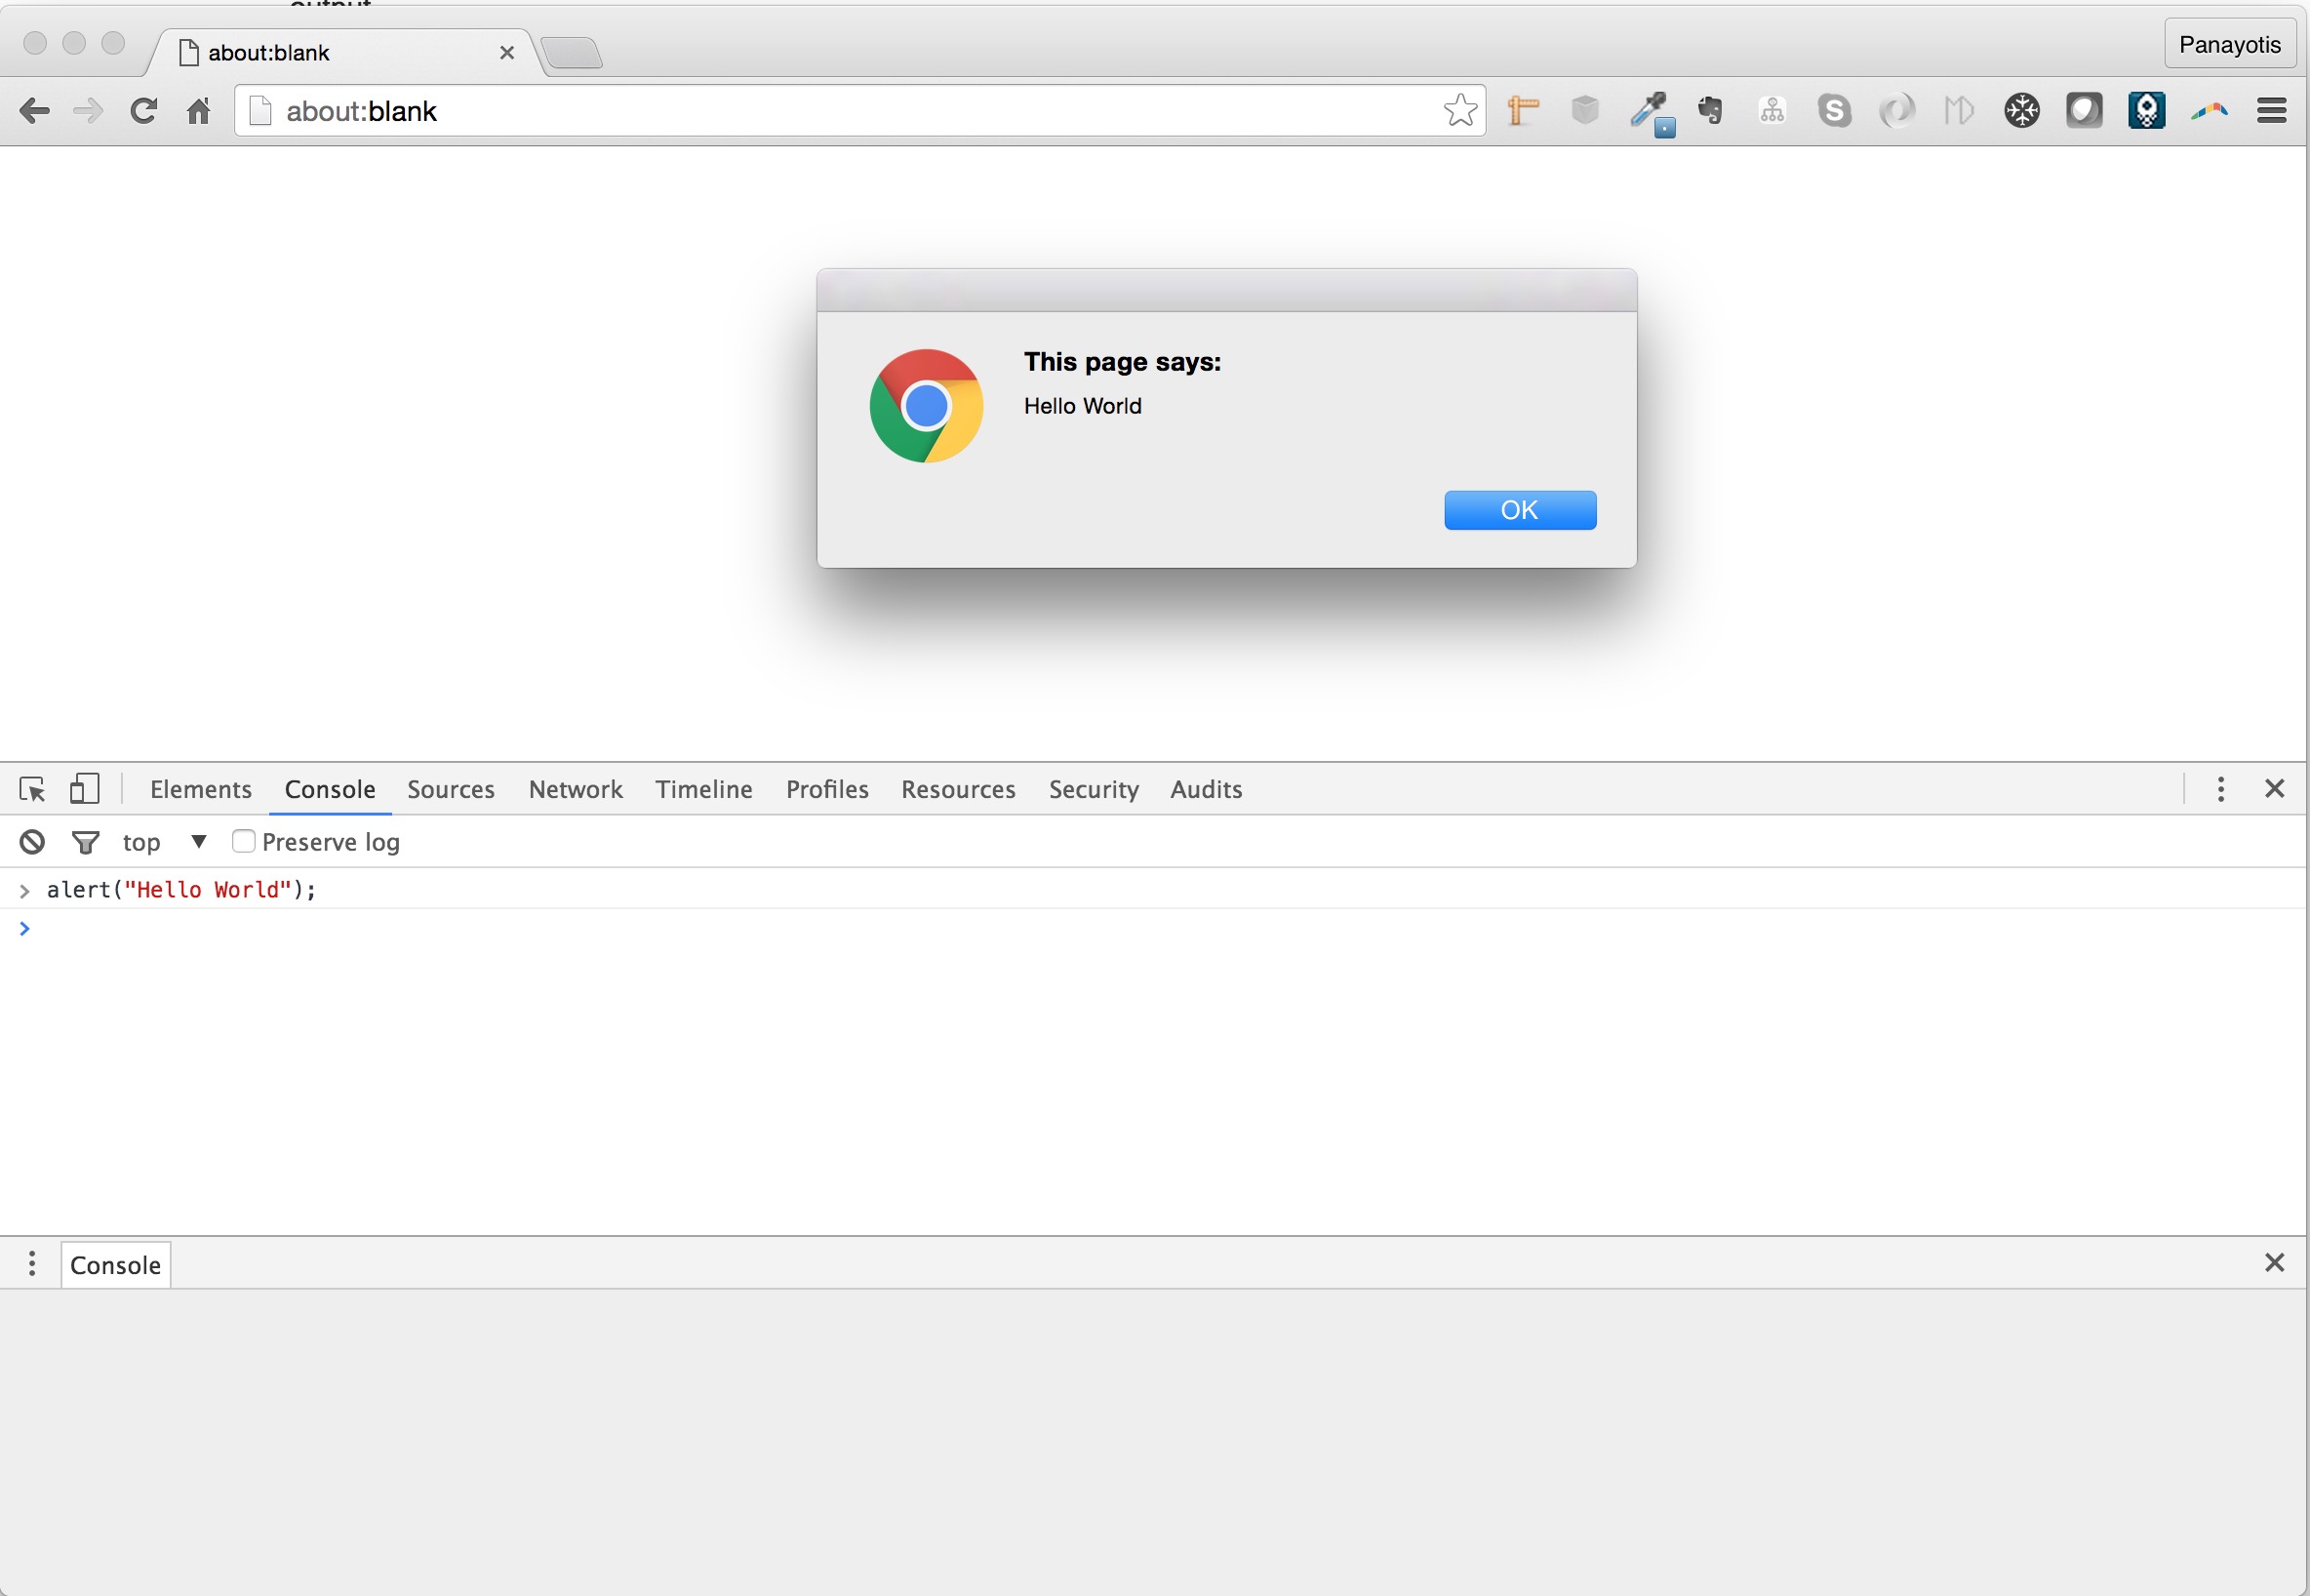 output
about:blank
Panayotis
about:blank
This page says:
Hello World
OK
Elements Console Sources Network Timeline Profiles Resources Security Audits
top Preserve log
alert("Hello World");
Console